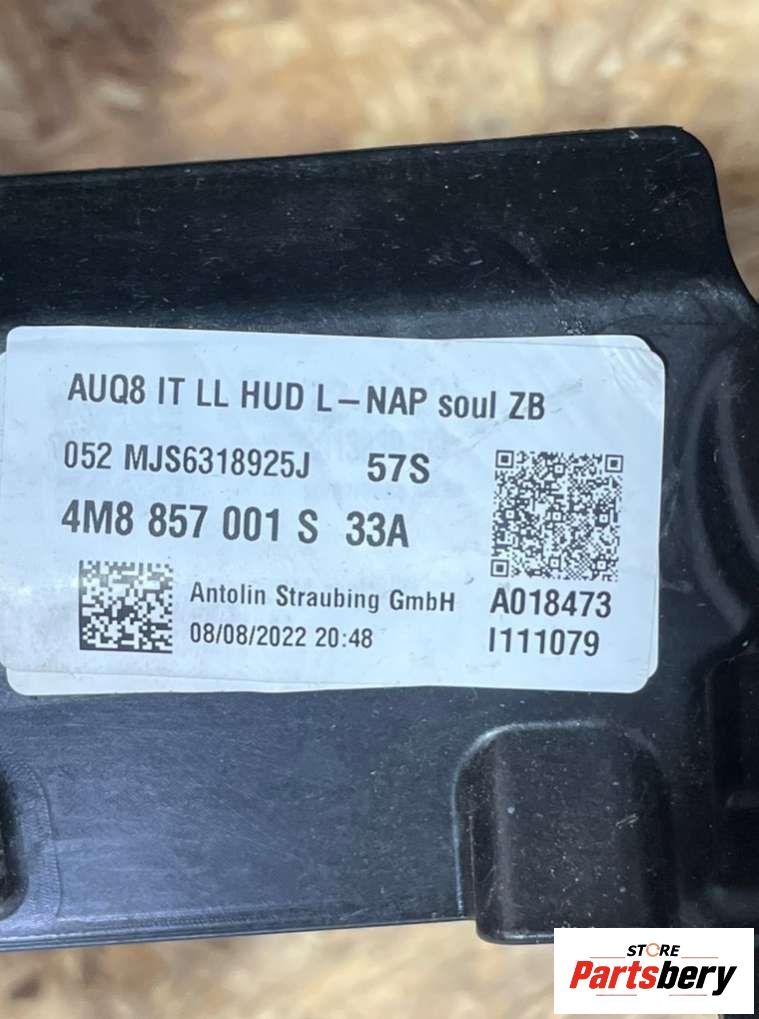 AUQ8 IT LL HUD L-NAP soul ZB
052 MJS6318925J 57S
4M8 857 001 S 33A
Antolin Straubing GmbH
08/08/2022 20:48
A018473
I111079
STORE
Partsbery